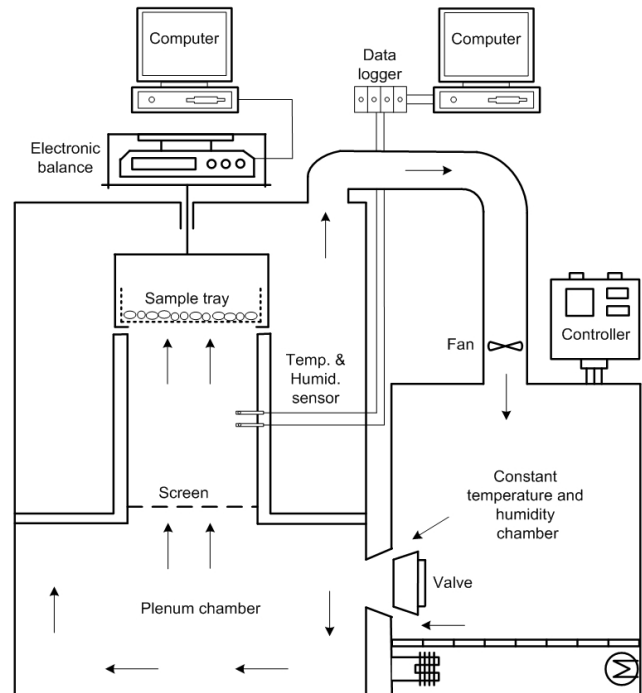 Computer
Computer
Data
logger
Electronic
balance
Sample tray
Controller
Fan
Temp. &
Humid.
sensor
Screen
Constant
temperature and
humidity
chamber
Valve
Plenum chamber
M